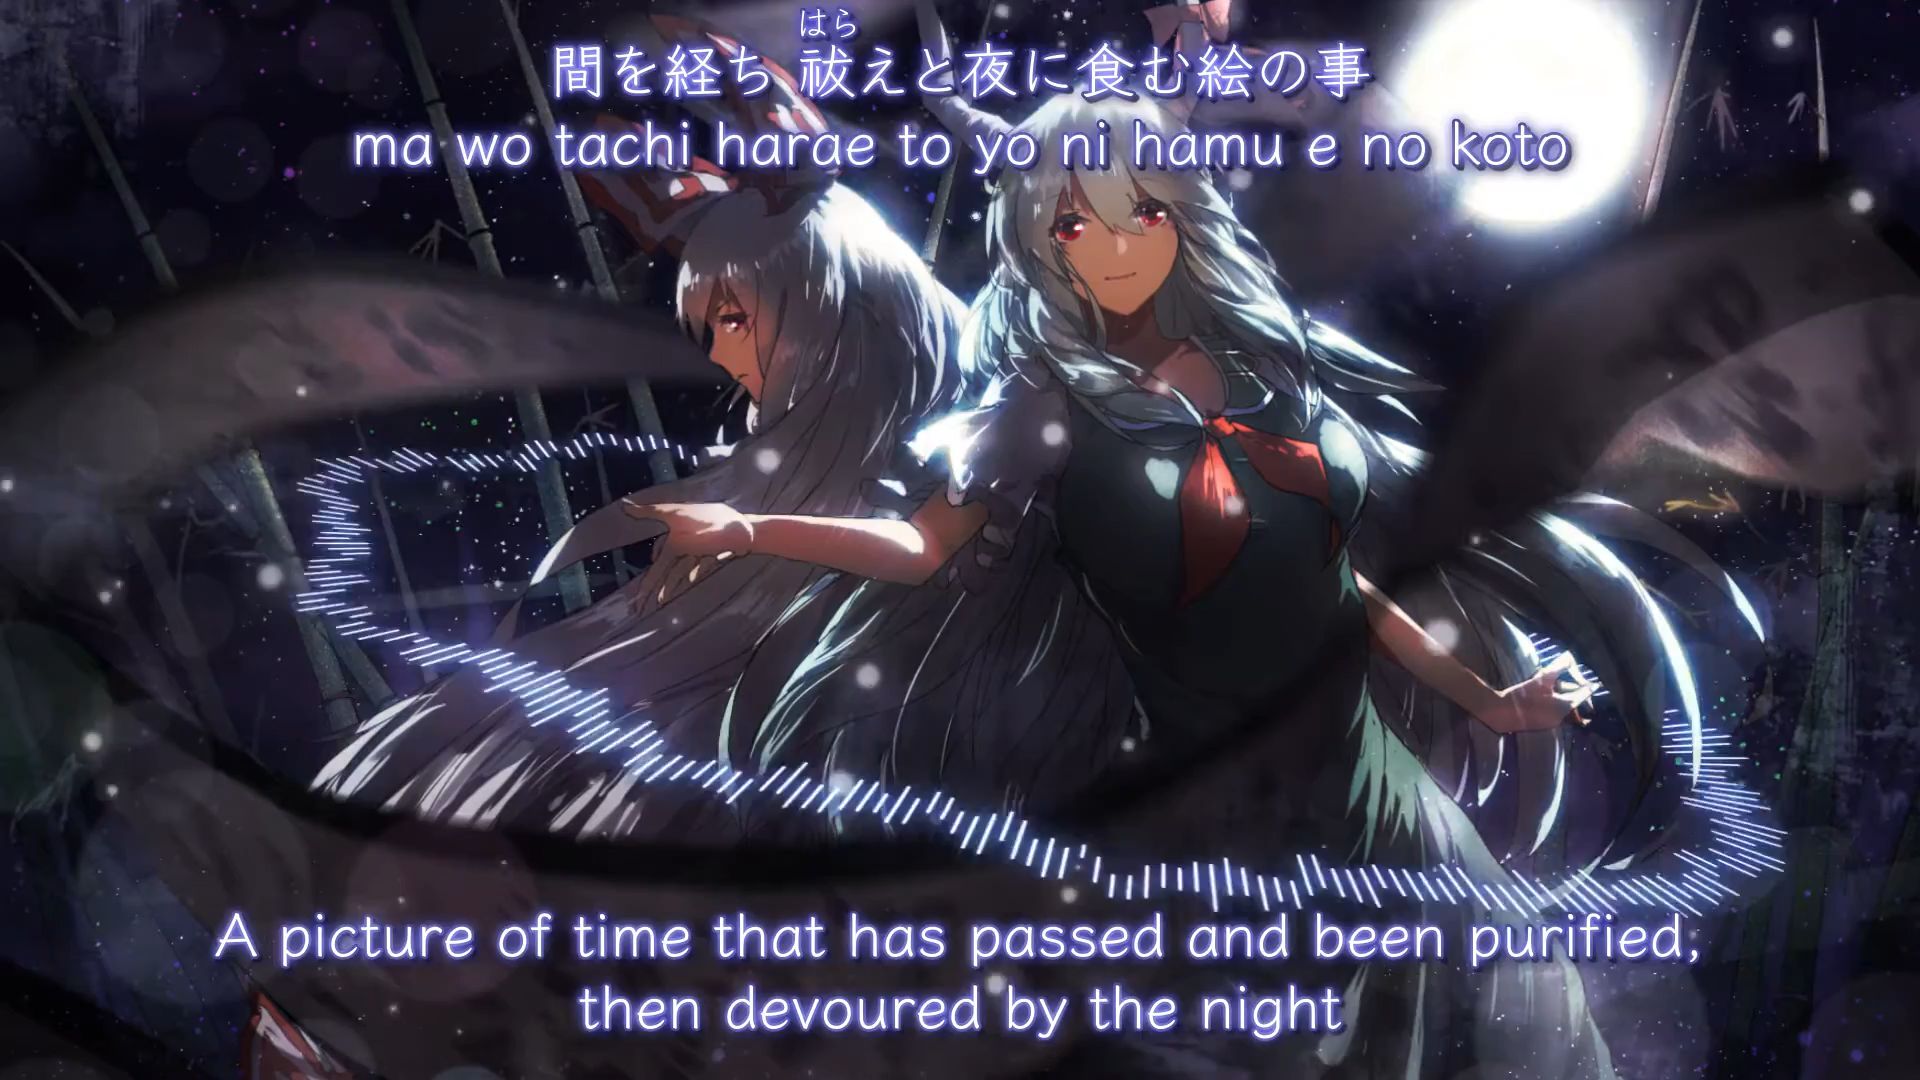 はら
間を経ち 祓えと夜に食む絵の事
ma wo tachi harae to yo ni hamu e no koto
A picture of time that has passed and been purified,
then devoured by the night